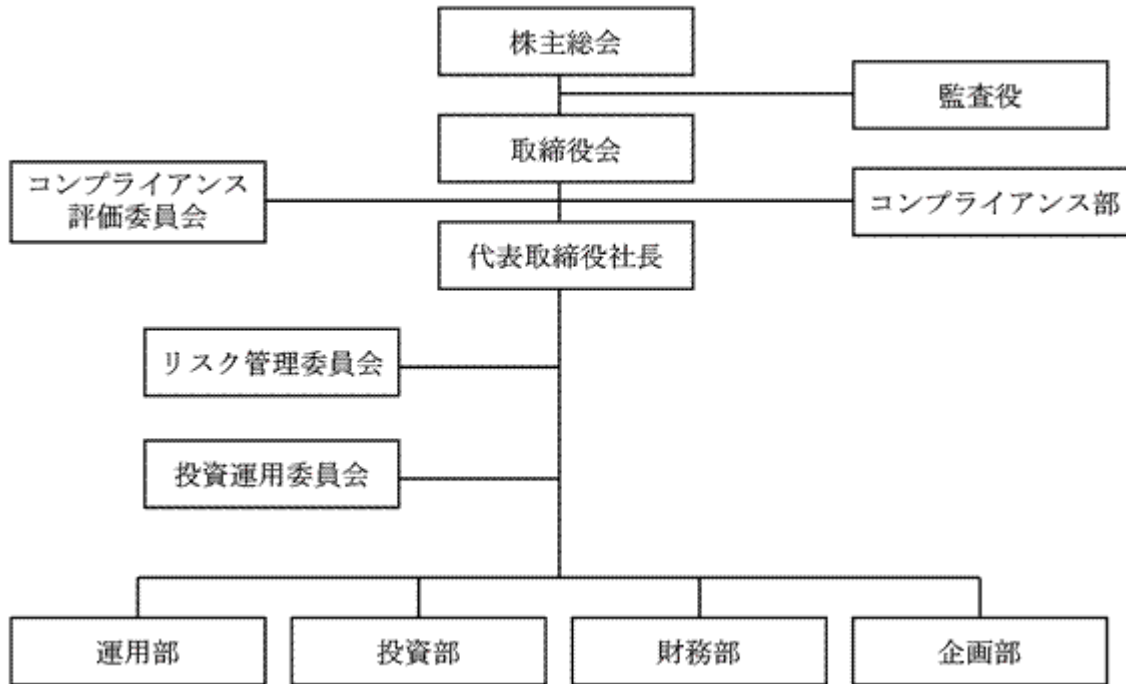 株主総会
監査役
取締役会
コンプライアンス
評価委員会
コンプライアンス部
代表取締役社長
リスク管理委員会
投資運用委員会
運用部
投資部
財務部
企画部